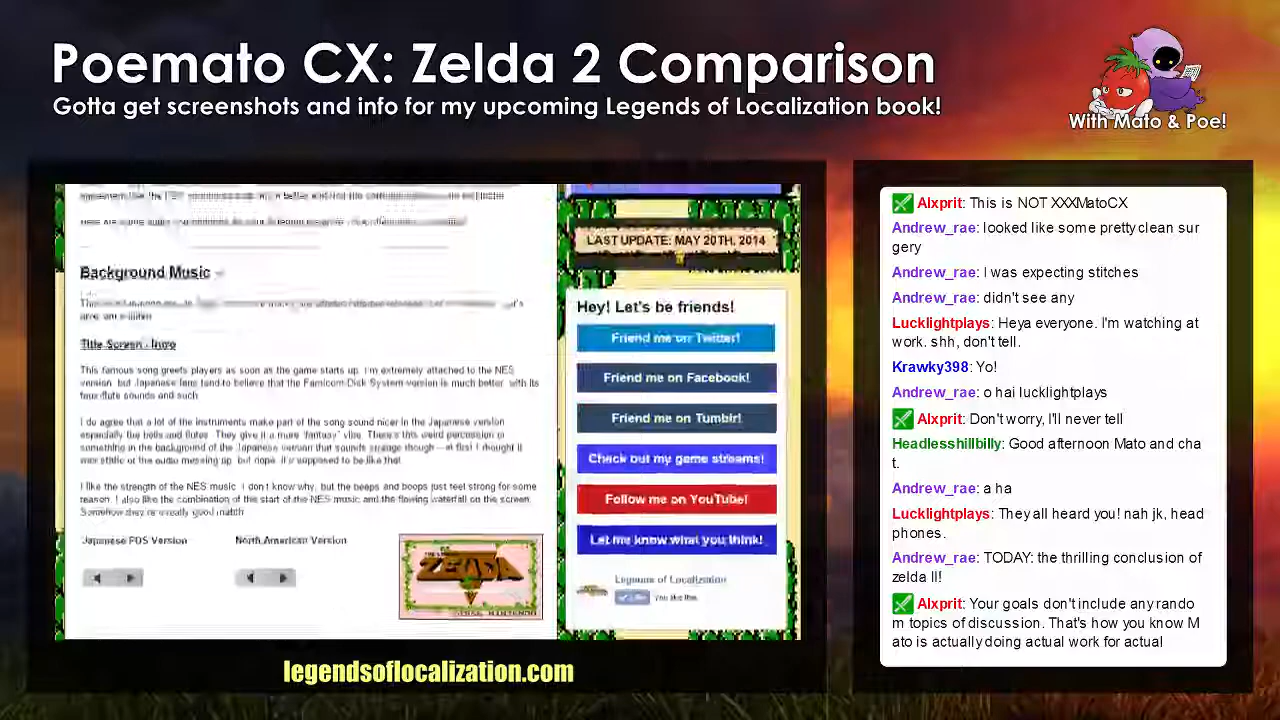 Poemato CX: Zelda 2 Comparison
Gotta get screenshots and info for my upcoming Legends of Localization book!
With Mato & Poe!
Background Music
Title Screen - Intro
This famous song greets players as soon as the game starts up. I'm extremely attached to the NES
version, but Japanese fans tend to believe that the Famicom Disk System version is much better, with its
four flute sounds and such.
I do agree that a lot of the instruments make part of the song sound nicer in the Japanese version
especially the bells and flutes. They give it a more "fantasy" vibe. There's this weird percussion or
something in the background of the Japanese version that sounds strange though - at first I thought it
was static or the audio messing up, but nope, it's supposed to be like that.
I like the strength of the NES music. I don't know why, but the beeps and boops just feel strong for some
reason. I also like the combination of the start of the NES music and the flowing waterfall on the screen.
Somehow they're a really good match.
Japanese FDS Version
North American Version
ZELDA
LAST UPDATE: MAY 20TH, 2014
Hey! Let's be friends!
Friend me on Twitter!
Friend me on Facebook!
Friend me on Tumblr!
Check out my game streams!
Follow me on YouTube!
Let me know what you think!
Legends of Localization
You like this.
legendsoflocalization.com
Alxprit: This is NOT XXXMatoCX
Andrew_rae: looked like some pretty clean sur
gery
Andrew_rae: I was expecting stitches
Andrew_rae: didn't see any
Lucklightplays: Heya everyone. I'm watching at
work. shh, don't tell.
Krawky398: Yo!
Andrew_rae: o hai lucklightplays
Alxprit: Don't worry, I'll never tell
Headlesshillbilly: Good afternoon Mato and cha
t.
Andrew_rae: a ha
Lucklightplays: They all heard you! nah jk, head
phones.
Andrew_rae: TODAY: the thrilling conclusion of
zelda II!
Alxprit: Your goals don't include any rando
m topics of discussion. That's how you know M
ato is actually doing actual work for actual